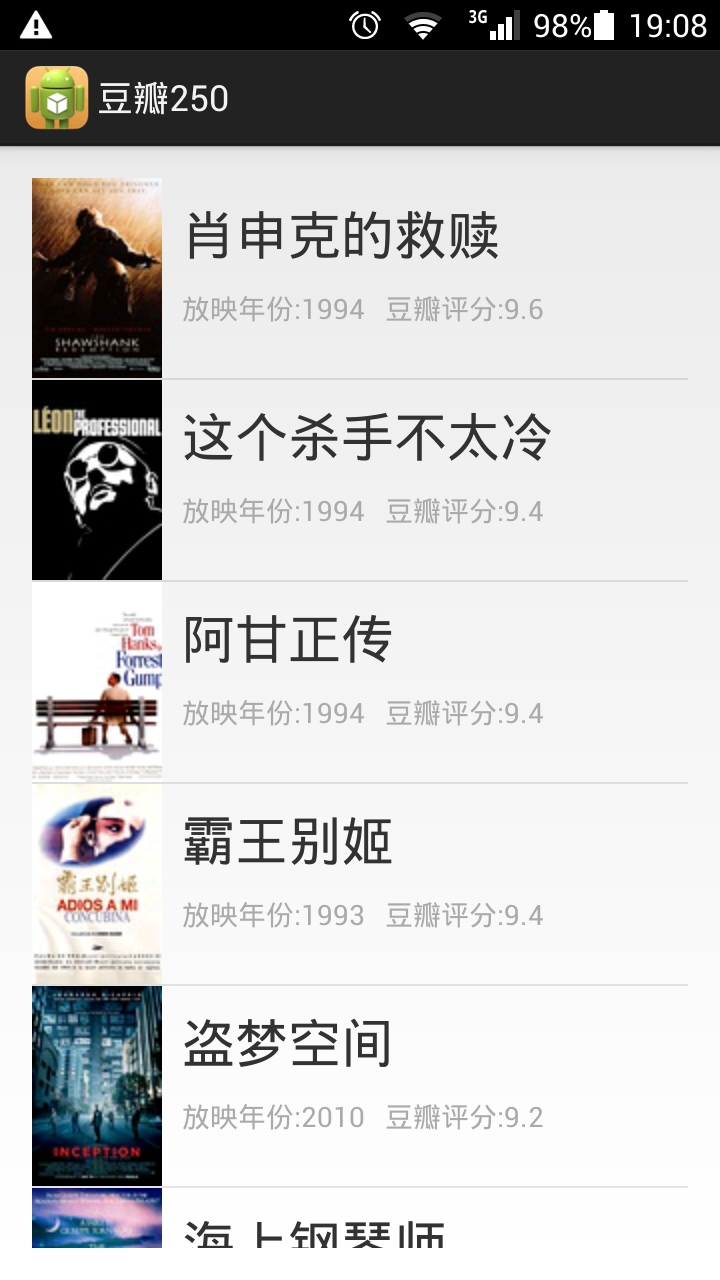 3G 98% 19:08
豆瓣250
肖申克的救赎
放映年份:1994 豆瓣评分:9.6
SHAWSHANK
REDEMPTION
这个杀手不太冷
放映年份:1994 豆瓣评分:9.4
LÉON THE PROFESSIONAL
阿甘正传
放映年份:1994 豆瓣评分:9.4
Tom
Hanks
Forrest
Gump
霸王别姬
放映年份:1993 豆瓣评分:9.4
霸王别姬
ADIOS A MI
CONCUBINA
盗梦空间
放映年份:2010 豆瓣评分:9.2
INCEPTION
海上钢琴师